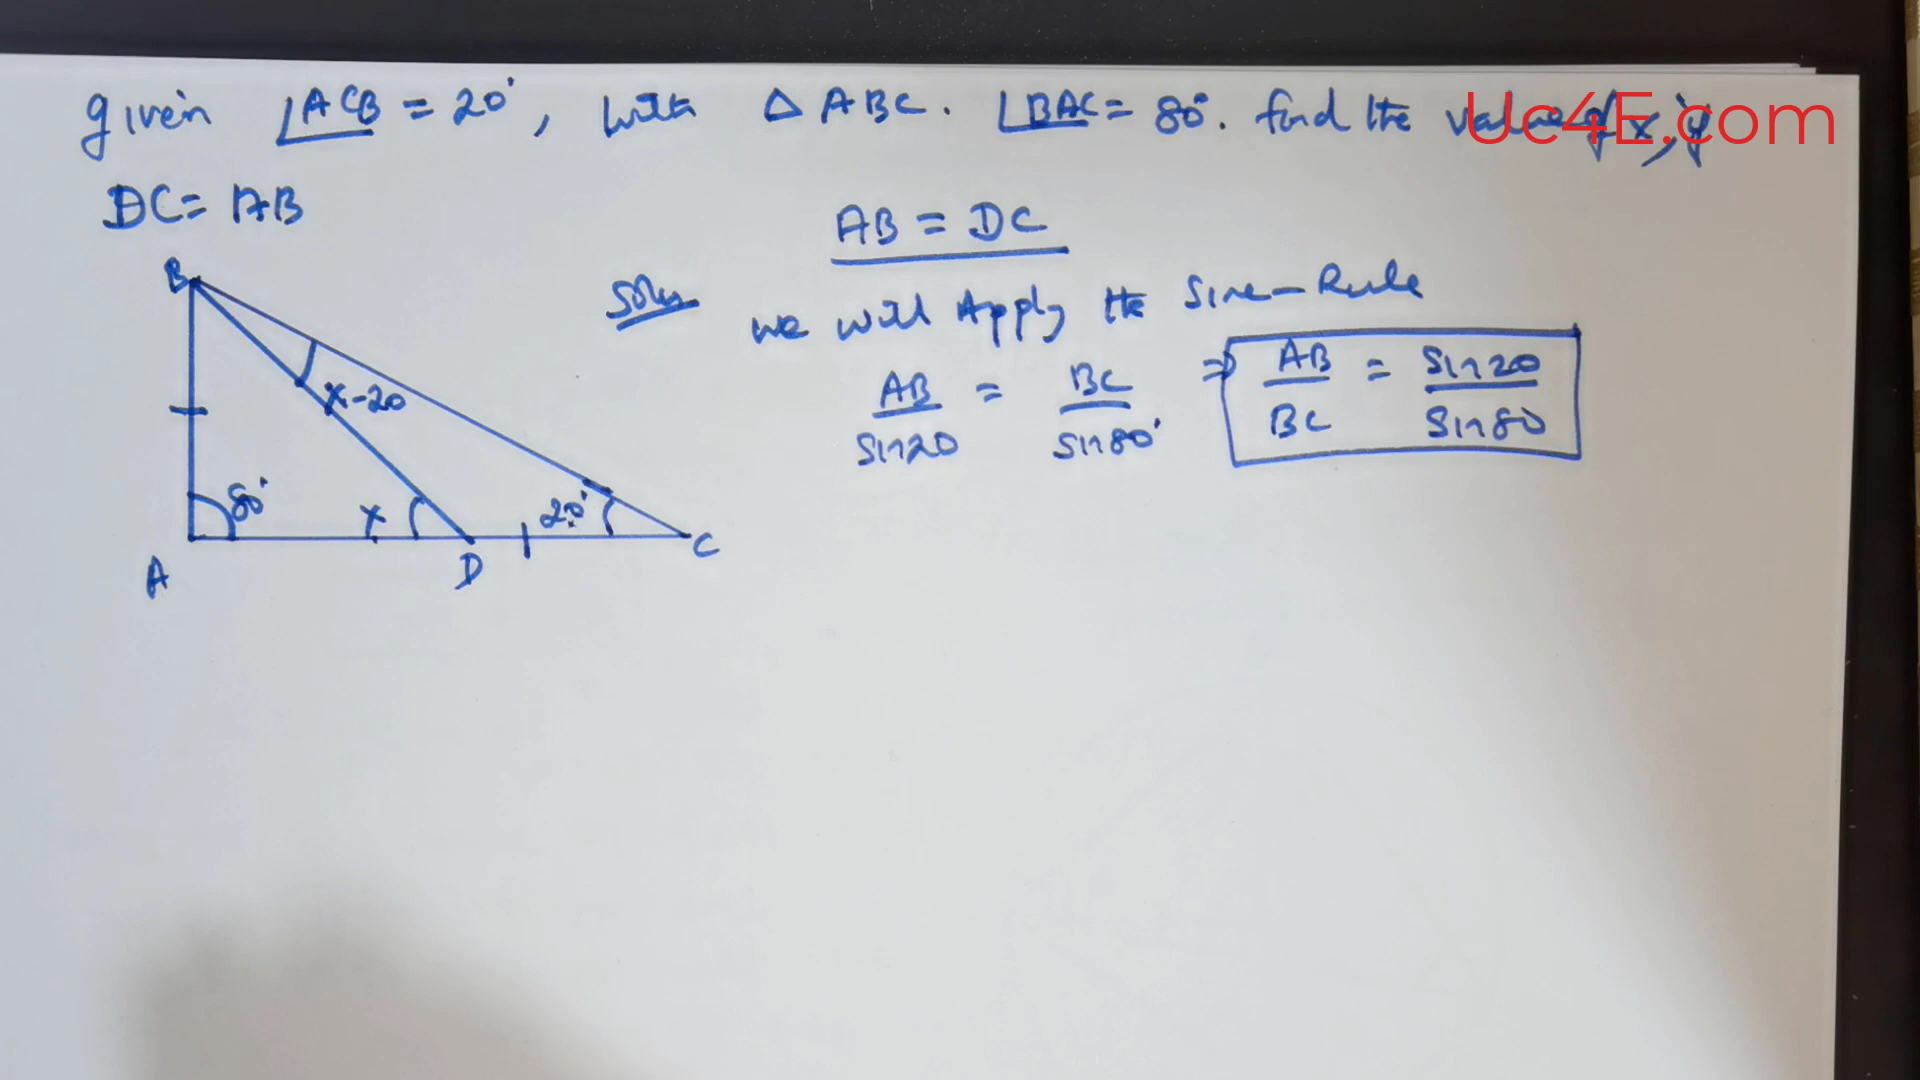 given ∠ACB = 20°, with △ABC. ∠BAC = 80°. find the value of x, if
DC = AB
AB = DC
Soln
we will Apply the Sine-Rule
AB/Sin20 = BC/Sin80° ⇒ AB/BC = Sin20/Sin80
B
x-20
80°
x
20°
A
D
C
Uc4E.com